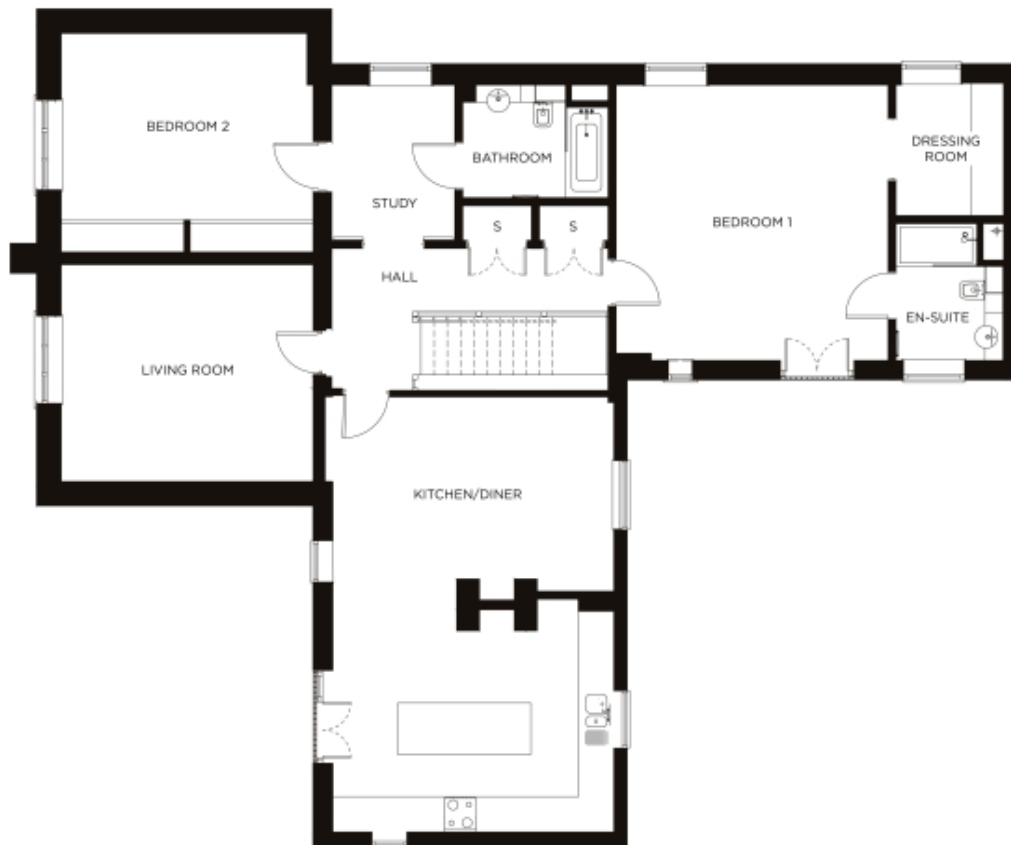 BEDROOM 2
BATHROOM
DRESSING
ROOM
STUDY
S
S
BEDROOM 1
HALL
EN-SUITE
LIVING ROOM
KITCHEN/DINER